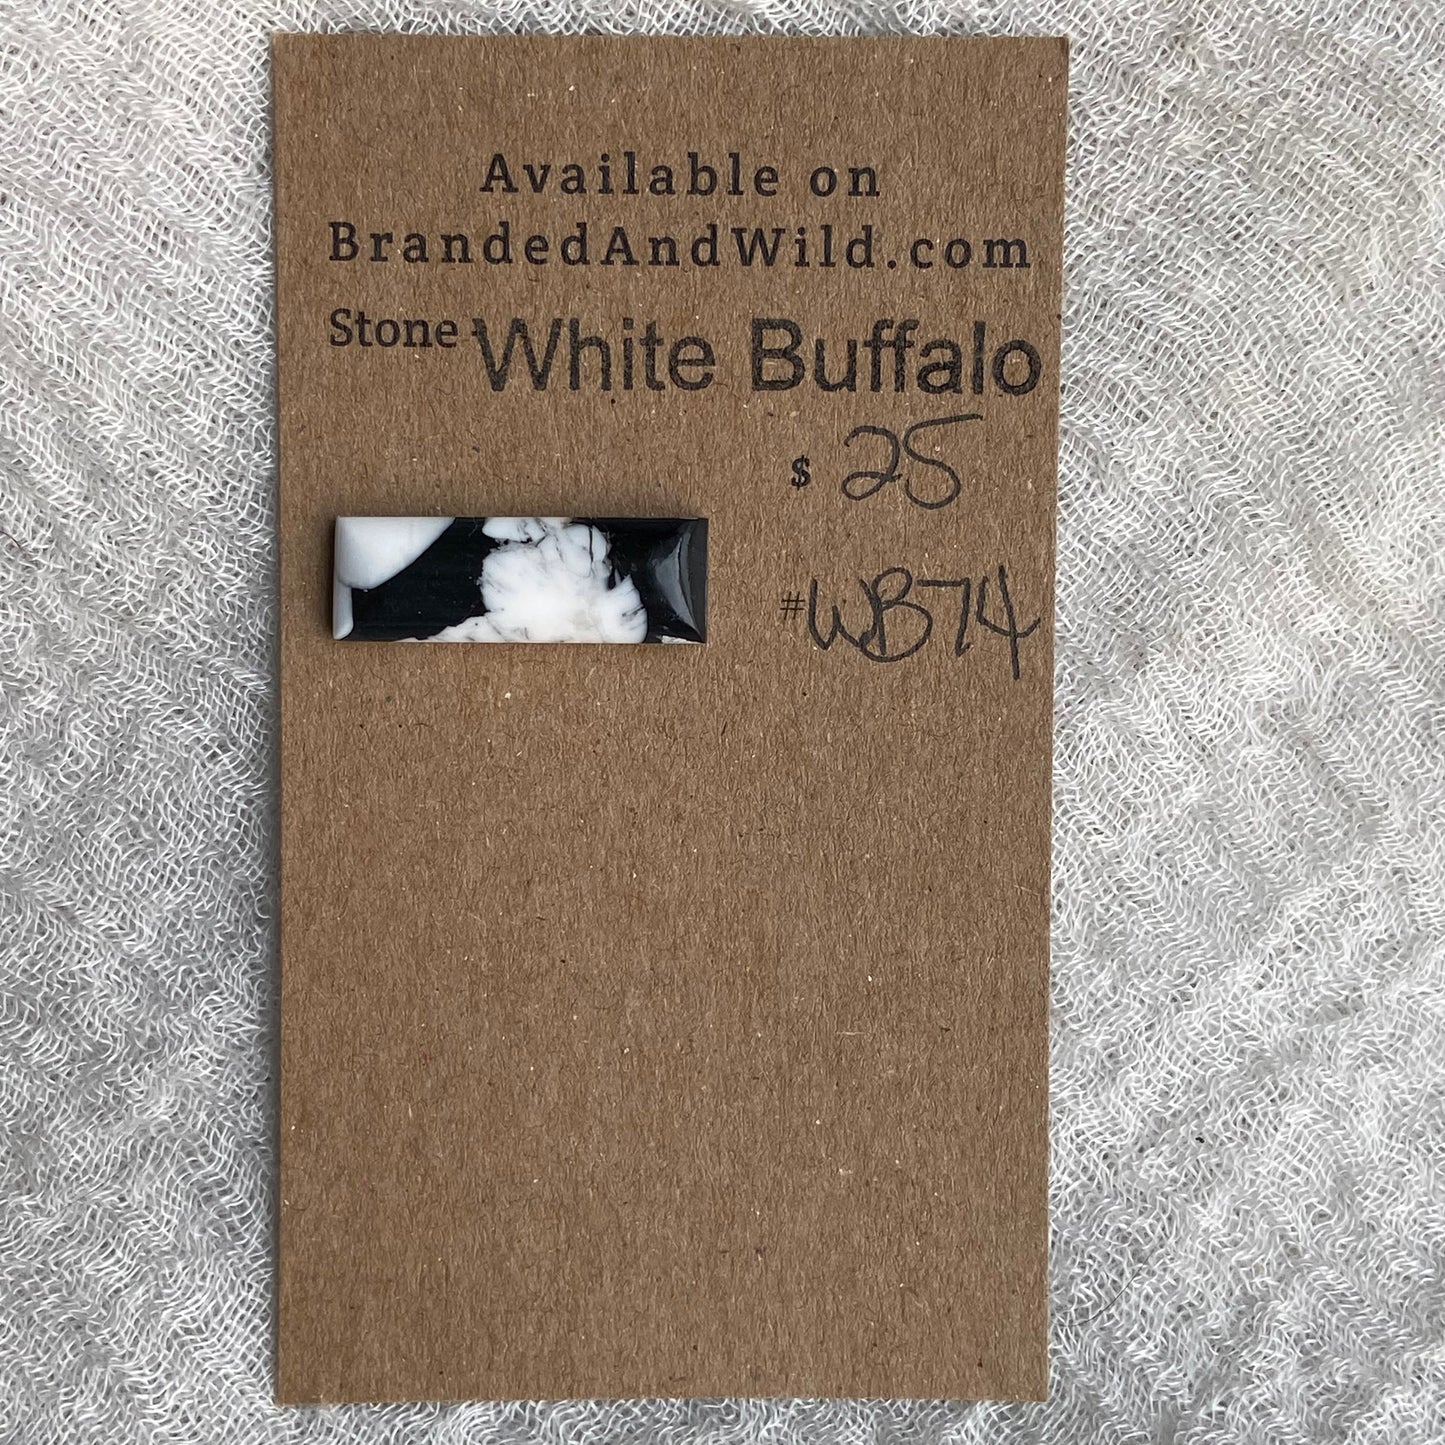 Available on
BrandedAndWild.com
Stone White Buffalo
$ 25
#WB74